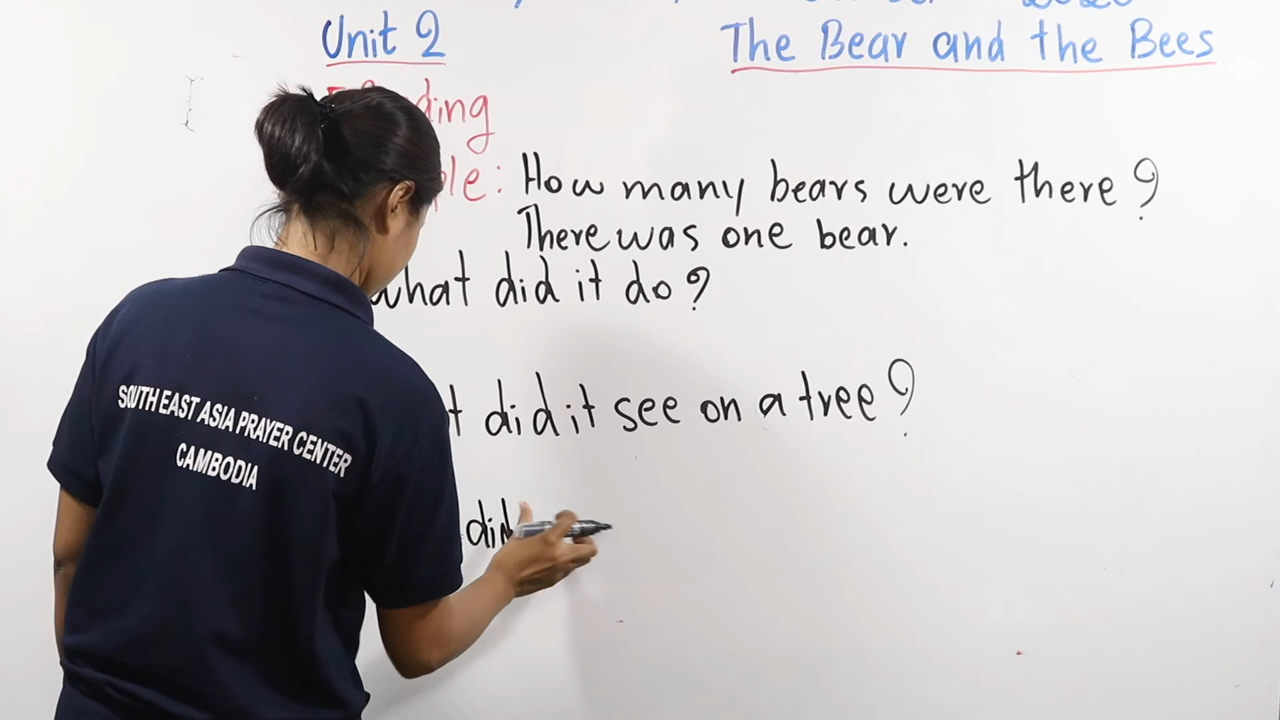 Unit 2
The Bear and the Bees
How many bears were there?
There was one bear.
What did it do?
did it see on a tree?
did
SOUTH EAST ASIA PRAYER CENTER
CAMBODIA